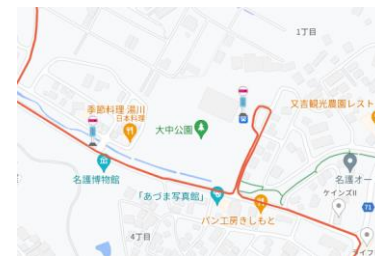 1丁目
季節料理 湯川
日本料理
大中公園
又吉観光農園レスト
名護博物館
名護オー
「あづま写真館」
ケインズII
パン工房きしもと
71
4丁目
ライフ